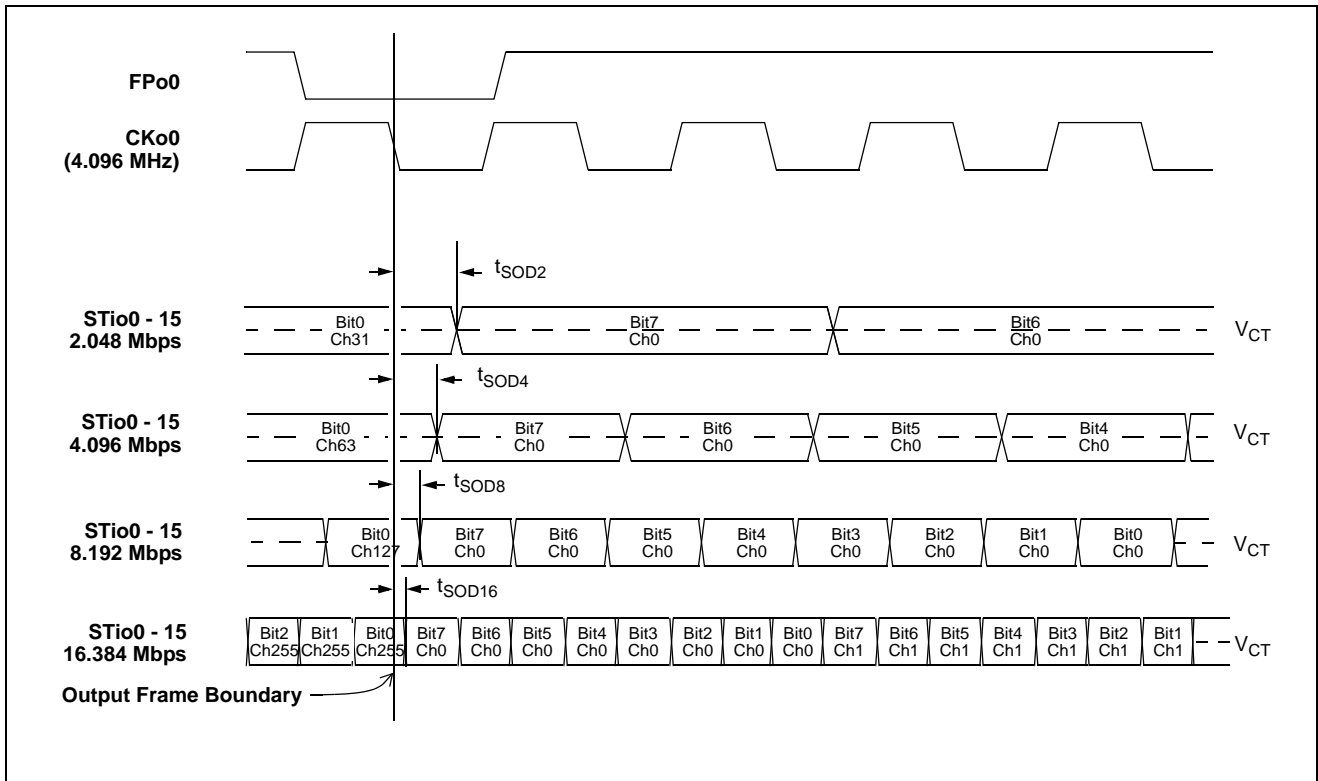 FPo0
CKo0
(4.096 MHz)
tSOD2
STio0 - 15
2.048 Mbps
Bit0
Ch31
Bit7
Ch0
Bit6
Ch0
VCT
tSOD4
STio0 - 15
4.096 Mbps
Bit0
Ch63
Bit7
Ch0
Bit6
Ch0
Bit5
Ch0
Bit4
Ch0
VCT
tSOD8
STio0 - 15
8.192 Mbps
Bit0
Ch127
Bit7
Ch0
Bit6
Ch0
Bit5
Ch0
Bit4
Ch0
Bit3
Ch0
Bit2
Ch0
Bit1
Ch0
Bit0
Ch0
VCT
tSOD16
STio0 - 15
16.384 Mbps
Bit2
Ch255
Bit1
Ch255
Bit0
Ch255
Bit7
Ch0
Bit6
Ch0
Bit5
Ch0
Bit4
Ch0
Bit3
Ch0
Bit2
Ch0
Bit1
Ch0
Bit0
Ch0
Bit7
Ch1
Bit6
Ch1
Bit5
Ch1
Bit4
Ch1
Bit3
Ch1
Bit2
Ch1
Bit1
Ch1
VCT
Output Frame Boundary